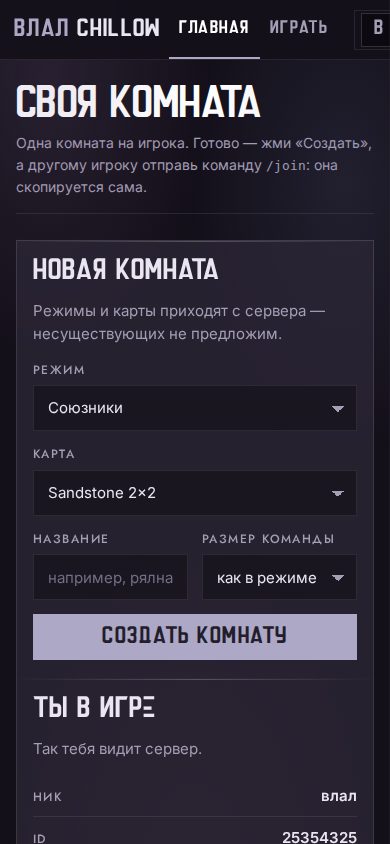 ВЛАЛ CHILLOW ГЛАВНАЯ ИГРАТЬ В
СВОЯ КОМНАТА
Одна комната на игрока. Готово — жми «Создать»,
а другому игроку отправь команду /join: она
скопируется сама.
НОВАЯ КОМНАТА
Режимы и карты приходят с сервера —
несуществующих не предложим.
РЕЖИМ
Союзники
КАРТА
Sandstone 2×2
НАЗВАНИЕ РАЗМЕР КОМАНДЫ
например, рялна как в режиме
СОЗДАТЬ КОМНАТУ
ТЫ В ИГРЕ
Так тебя видит сервер.
НИК влал
ID 25354325